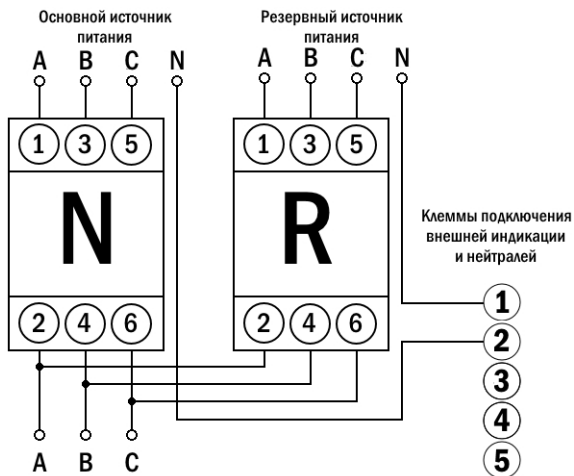 Основной источник
питания
Резервный источник
питания
A B C N
A B C N
1 3 5
1 3 5
N
R
Клеммы подключения
внешней индикации
и нейтралей
2 4 6
2 4 6
1
2
3
4
5
A B C